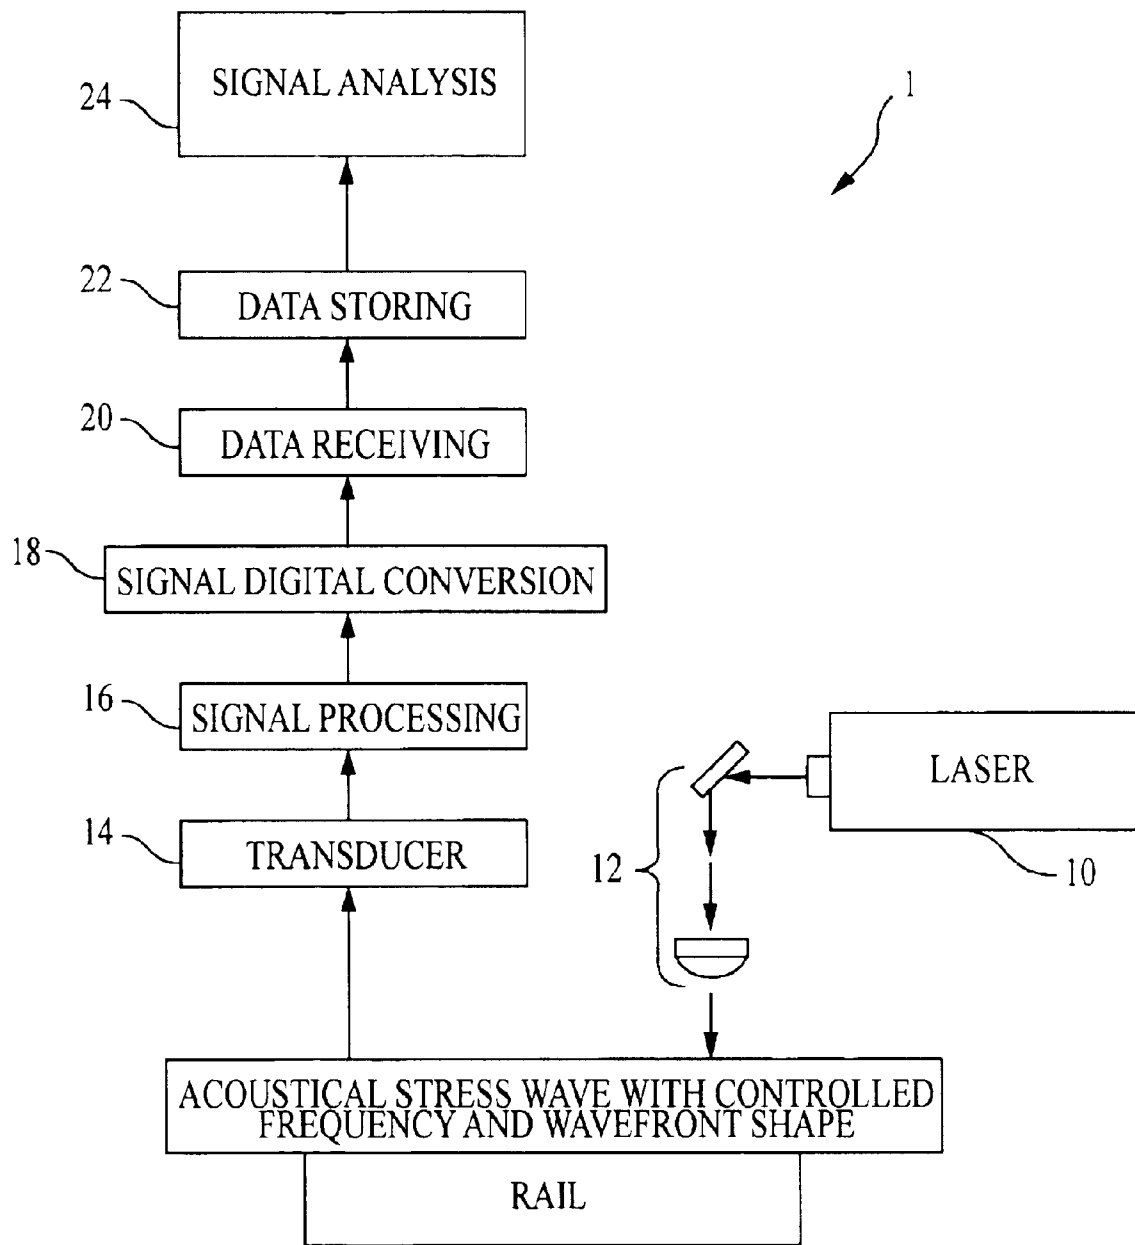 SIGNAL ANALYSIS
24
1
22
DATA STORING
20
DATA RECEIVING
18
SIGNAL DIGITAL CONVERSION
16
SIGNAL PROCESSING
LASER
14
TRANSDUCER
12
10
ACOUSTICAL STRESS WAVE WITH CONTROLLED
FREQUENCY AND WAVEFRONT SHAPE
RAIL